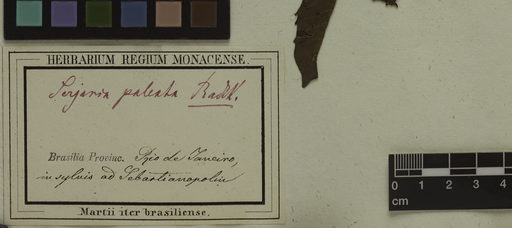 HERBARIUM REGIUM MONACENSE.
Serjania paleata Radlk.
Brasilia Provinc. Rio de Janeiro,
in sylvis ad Sebastianopolin
Martii iter brasiliense.
0 1 2 3 4
cm